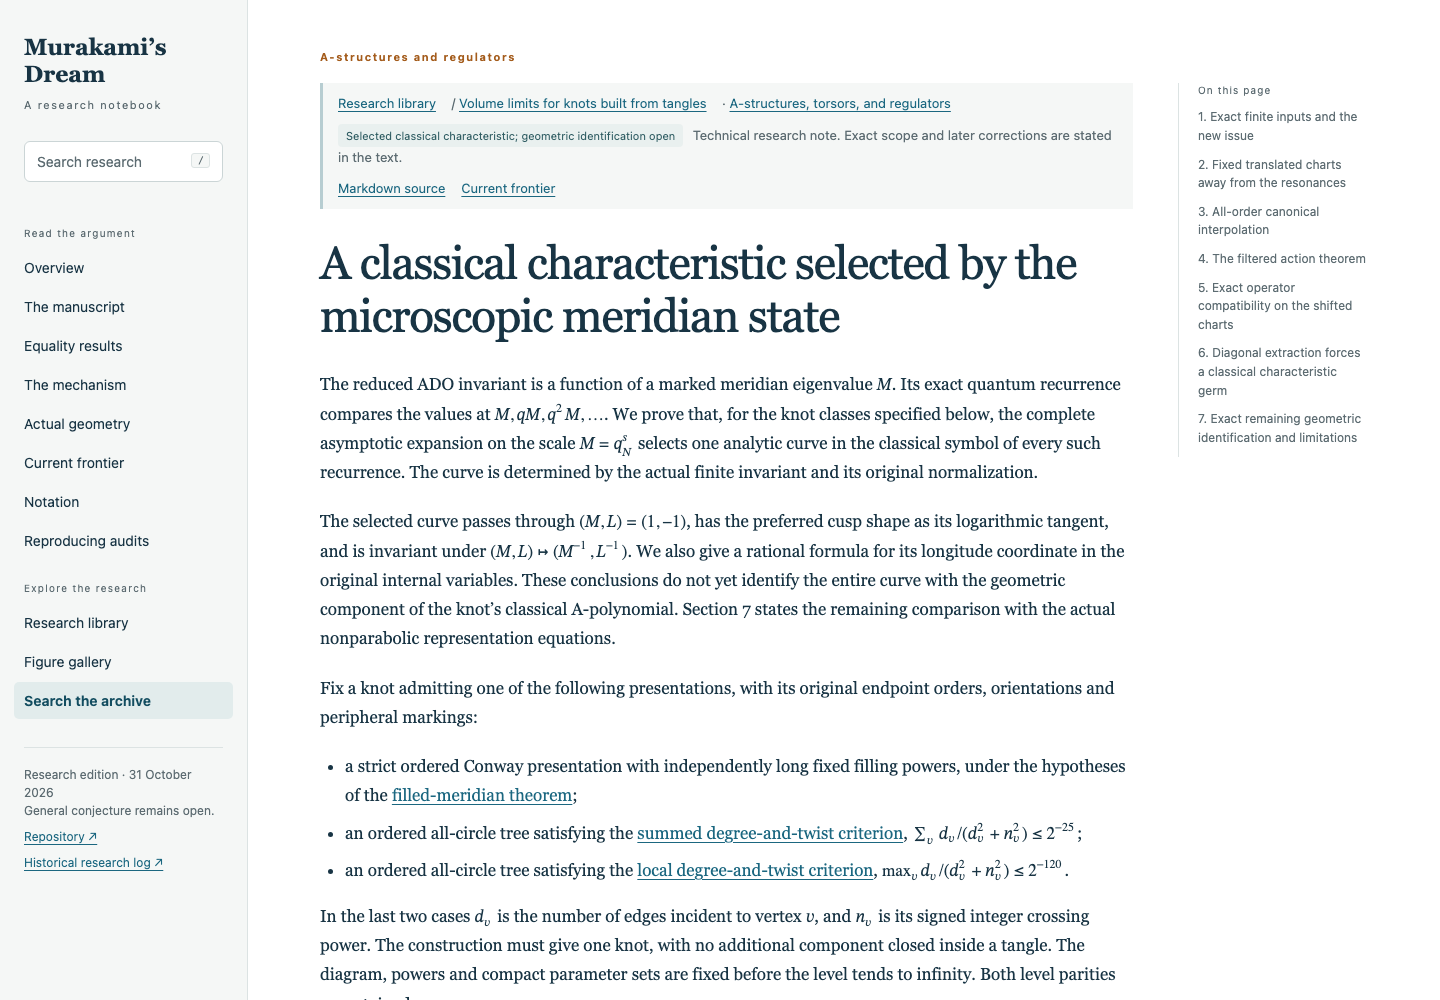 Murakami’s
Dream
A research notebook
Search research /
Read the argument
Overview
The manuscript
Equality results
The mechanism
Actual geometry
Current frontier
Notation
Reproducing audits
Explore the research
Research library
Figure gallery
Search the archive
Research edition · 31 October
2026
General conjecture remains open.
Repository ↗
Historical research log ↗
A-structures and regulators
Research library / Volume limits for knots built from tangles · A-structures, torsors, and regulators
Selected classical characteristic; geometric identification open Technical research note. Exact scope and later corrections are stated
in the text.
Markdown source Current frontier
A classical characteristic selected by the
microscopic meridian state
The reduced ADO invariant is a function of a marked meridian eigenvalue M. Its exact quantum recurrence
compares the values at M, qM, q² M, …. We prove that, for the knot classes specified below, the complete
asymptotic expansion on the scale M = q_N^s selects one analytic curve in the classical symbol of every such
recurrence. The curve is determined by the actual finite invariant and its original normalization.
The selected curve passes through (M, L) = (1, −1), has the preferred cusp shape as its logarithmic tangent,
and is invariant under (M, L) ↦ (M⁻¹, L⁻¹). We also give a rational formula for its longitude coordinate in the
original internal variables. These conclusions do not yet identify the entire curve with the geometric
component of the knot’s classical A-polynomial. Section 7 states the remaining comparison with the actual
nonparabolic representation equations.
Fix a knot admitting one of the following presentations, with its original endpoint orders, orientations and
peripheral markings:
• a strict ordered Conway presentation with independently long fixed filling powers, under the hypotheses
of the filled-meridian theorem;
• an ordered all-circle tree satisfying the summed degree-and-twist criterion, ∑_v d_v/(d_v² + n_v²) ≤ 2⁻²⁵;
• an ordered all-circle tree satisfying the local degree-and-twist criterion, max_v d_v/(d_v² + n_v²) ≤ 2⁻¹²⁰.
In the last two cases d_v is the number of edges incident to vertex v, and n_v is its signed integer crossing
power. The construction must give one knot, with no additional component closed inside a tangle. The
diagram, powers and compact parameter sets are fixed before the level tends to infinity. Both level parities
On this page
1. Exact finite inputs and the
new issue
2. Fixed translated charts
away from the resonances
3. All-order canonical
interpolation
4. The filtered action theorem
5. Exact operator
compatibility on the shifted
charts
6. Diagonal extraction forces
a classical characteristic
germ
7. Exact remaining geometric
identification and limitations